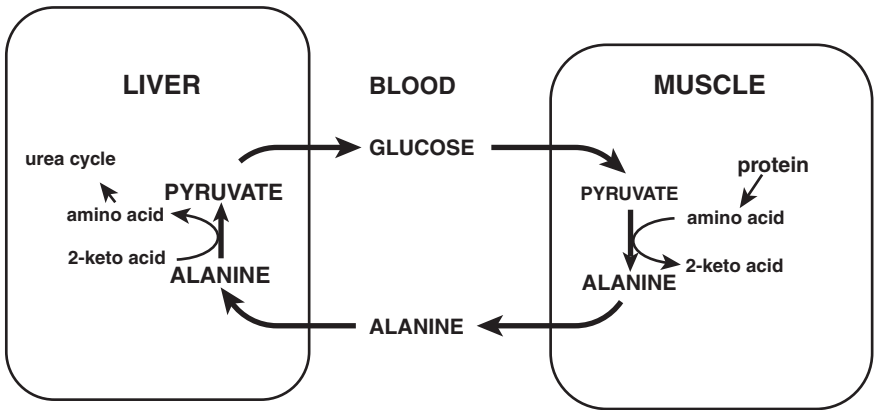 LIVER
BLOOD
MUSCLE
GLUCOSE
urea cycle
protein
PYRUVATE
PYRUVATE
amino acid
amino acid
2-keto acid
2-keto acid
ALANINE
ALANINE
ALANINE